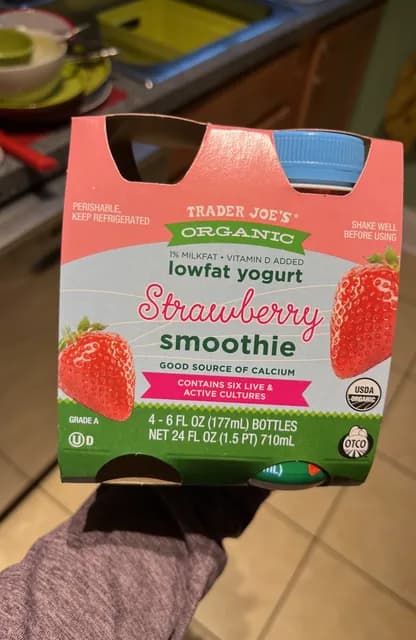 PERISHABLE,
KEEP REFRIGERATED
TRADER JOE'S®
ORGANIC
SHAKE WELL
BEFORE USING
1% MILKFAT • VITAMIN D ADDED
lowfat yogurt
Strawberry
smoothie
GOOD SOURCE OF CALCIUM
CONTAINS SIX LIVE &
ACTIVE CULTURES
USDA
ORGANIC
GRADE A
U D
4 - 6 FL OZ (177mL) BOTTLES
NET 24 FL OZ (1.5 PT) 710mL
OTCO